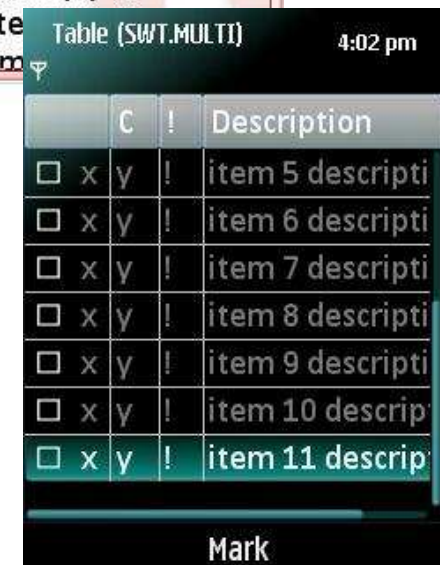 Table (SWT.MULTI) 4:02 pm
C ! Description
x y ! item 5 descripti
x y ! item 6 descripti
x y ! item 7 descripti
x y ! item 8 descripti
x y ! item 9 descripti
x y ! item 10 descrip
x y ! item 11 descrip
Mark